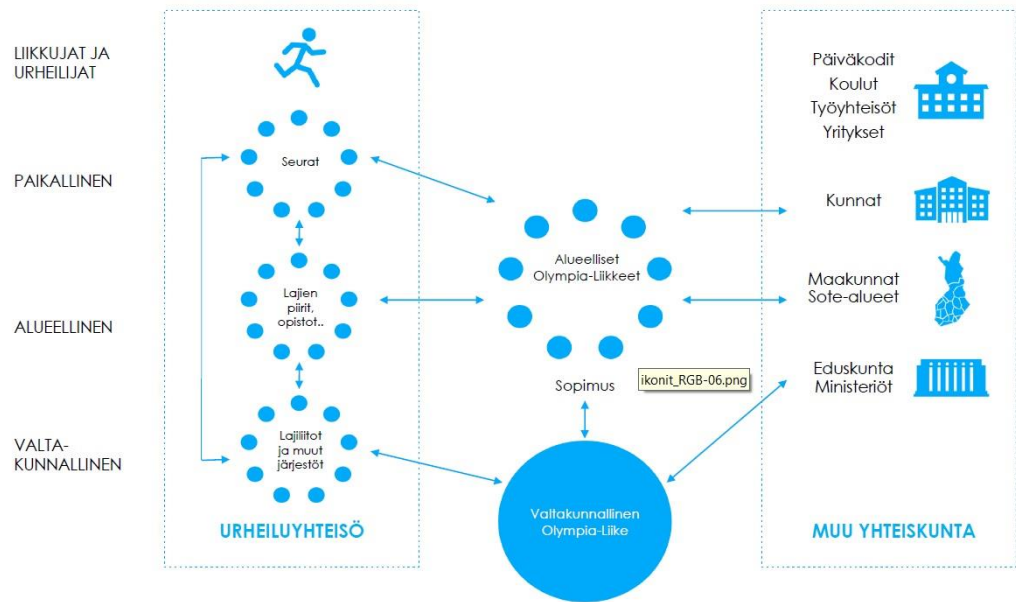 LIIKKUJAT JA
URHEILIJAT
PAIKALLINEN
ALUEELLINEN
VALTA-
KUNNALLINEN
Seurat
Lajien
piirit,
opistot..
Lajiliitot
ja muut
järjestöt
URHEILUYHTEISÖ
Alueelliset
Olympia-Liikkeet
Sopimus
ikonit_RGB-06.png
Valtakunnallinen
Olympia-Liike
Päiväkodit
Koulut
Työyhteisöt
Yritykset
Kunnat
Maakunnat
Sote-alueet
Eduskunta
Ministeriöt
MUU YHTEISKUNTA